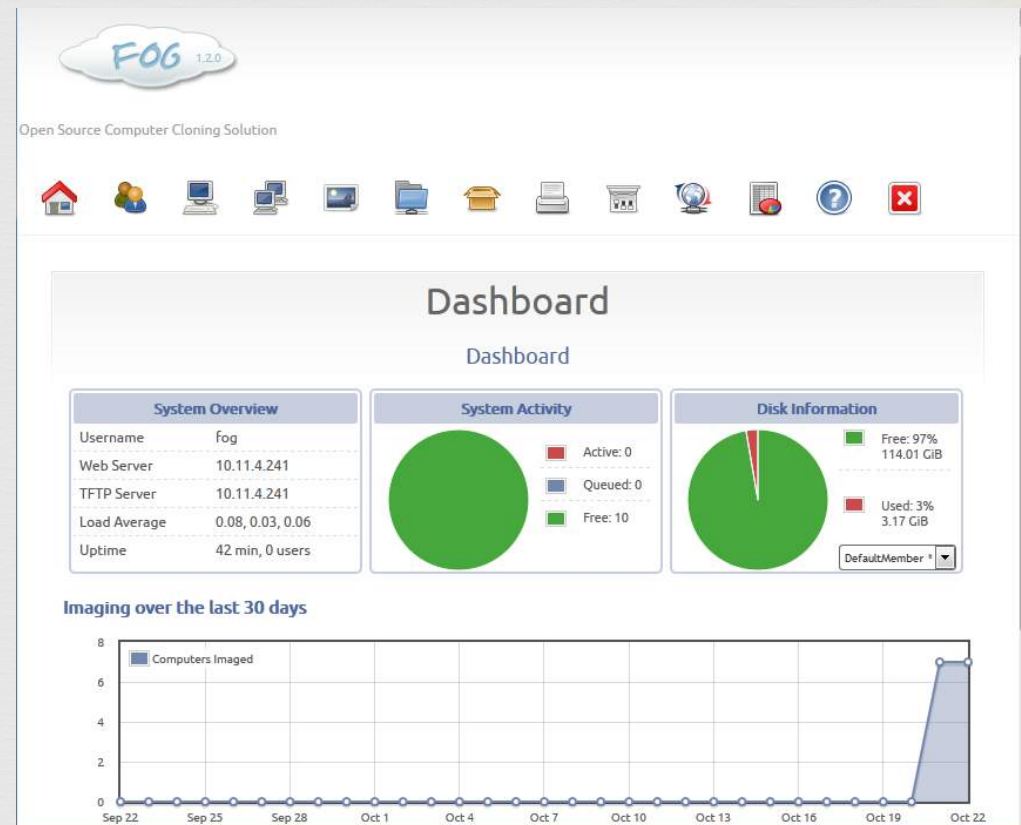 FOG 1.2.0
Open Source Computer Cloning Solution
Dashboard
Dashboard
System Overview
Username fog
Web Server 10.11.4.241
TFTP Server 10.11.4.241
Load Average 0.08, 0.03, 0.06
Uptime 42 min, 0 users
System Activity
Active: 0
Queued: 0
Free: 10
Disk Information
Free: 97%
114.01 GiB
Used: 3%
3.17 GiB
DefaultMember *
Imaging over the last 30 days
Computers Imaged
8
6
4
2
0
Sep 22 Sep 25 Sep 28 Oct 1 Oct 4 Oct 7 Oct 10 Oct 13 Oct 16 Oct 19 Oct 22